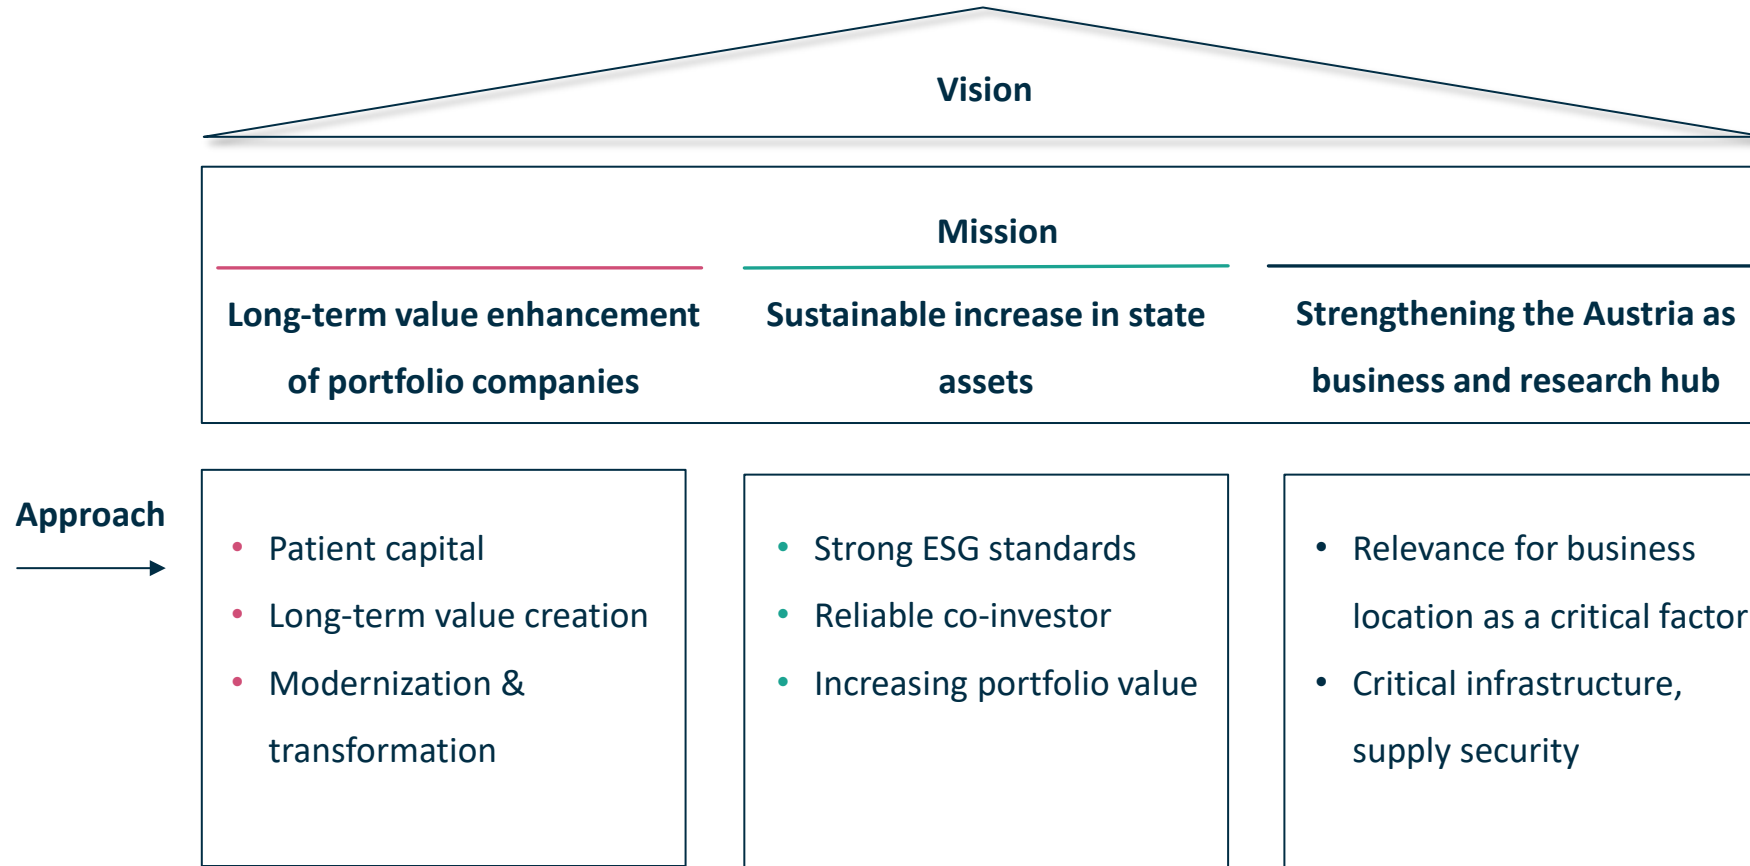 Vision
Mission
Long-term value enhancement
of portfolio companies
Sustainable increase in state
assets
Strengthening the Austria as
business and research hub
Approach
• Patient capital
• Long-term value creation
• Modernization &
transformation
• Strong ESG standards
• Reliable co-investor
• Increasing portfolio value
• Relevance for business
location as a critical factor
• Critical infrastructure,
supply security